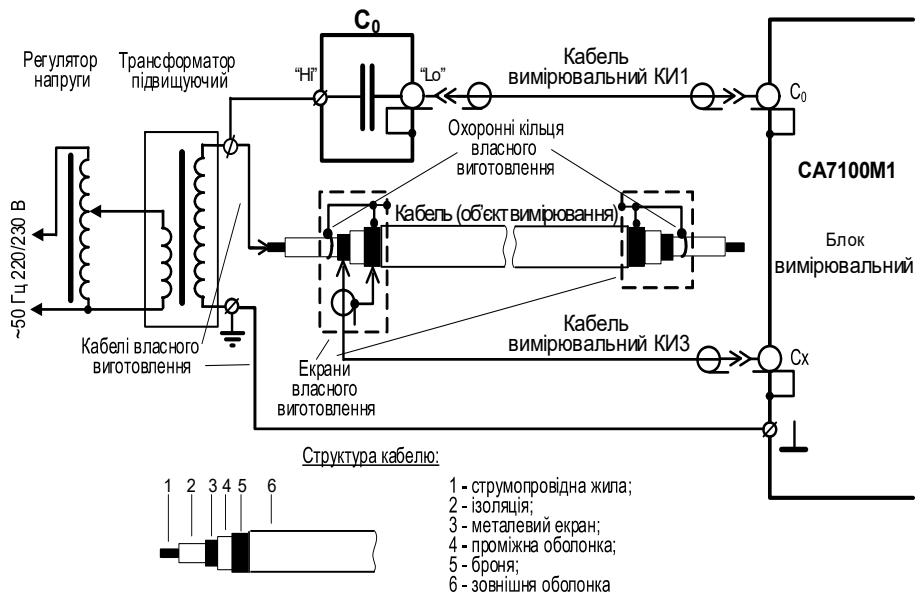 C₀
Регулятор
напруги
Трансформатор
підвищуючий
“Hi”
“Lo”
Кабель
вимірювальний КИ1
C₀
Охоронні кільця
власного
виготовлення
СА7100М1
Кабель (об'єкт вимірювання)
Блок
вимірювальний
~50 Гц 220/230 В
Кабелі власного
виготовлення
Екрани
власного
виготовлення
Кабель
вимірювальний КИ3
Сх
Структура кабелю:
1 2 3 4 5 6
1 - струмопровідна жила;
2 - ізоляція;
3 - металевий екран;
4 - проміжна оболонка;
5 - броня;
6 - зовнішня оболонка